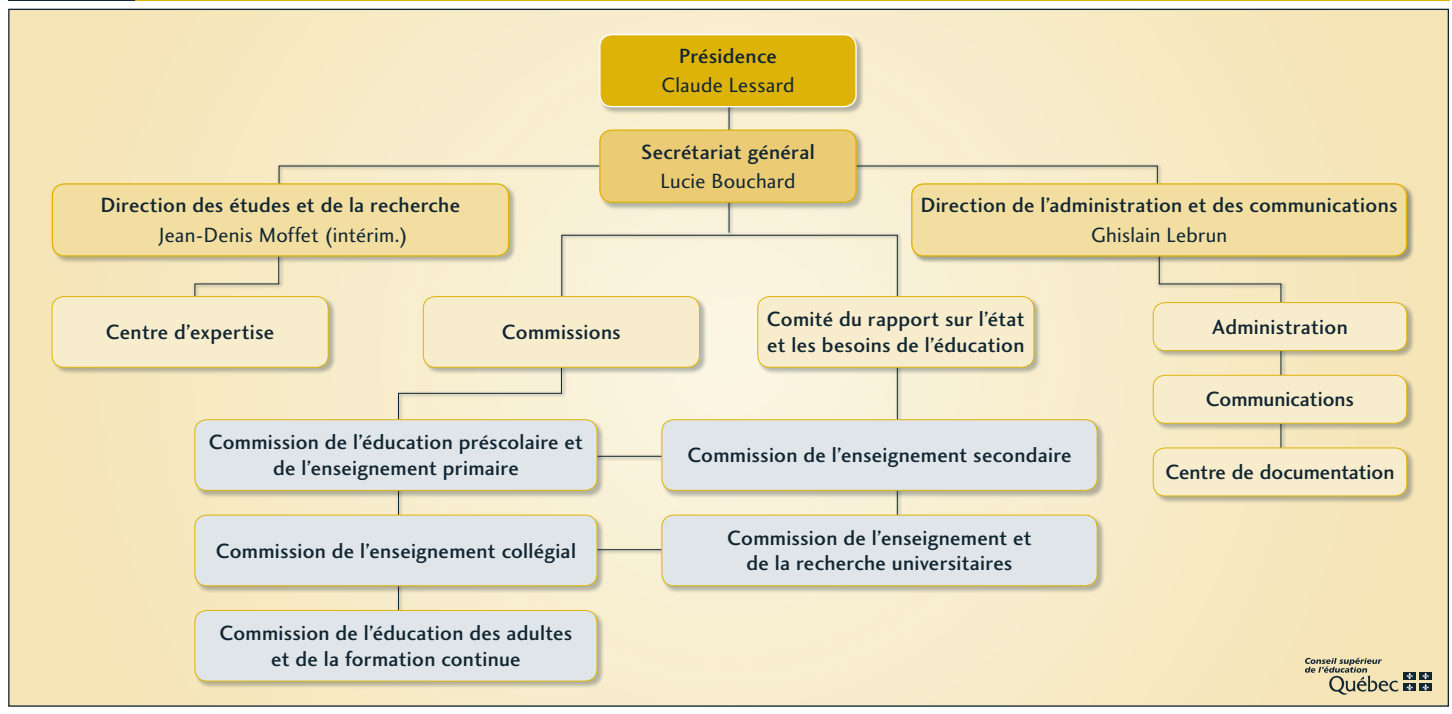 Présidence
Claude Lessard
Secrétariat général
Lucie Bouchard
Direction des études et de la recherche
Jean-Denis Moffet (intérim.)
Direction de l'administration et des communications
Ghislain Lebrun
Centre d'expertise
Commissions
Comité du rapport sur l'état
et les besoins de l'éducation
Administration
Communications
Centre de documentation
Commission de l'éducation préscolaire et
de l'enseignement primaire
Commission de l'enseignement secondaire
Commission de l'enseignement collégial
Commission de l'enseignement et
de la recherche universitaires
Commission de l'éducation des adultes
et de la formation continue
Conseil supérieur
de l'éducation
Québec